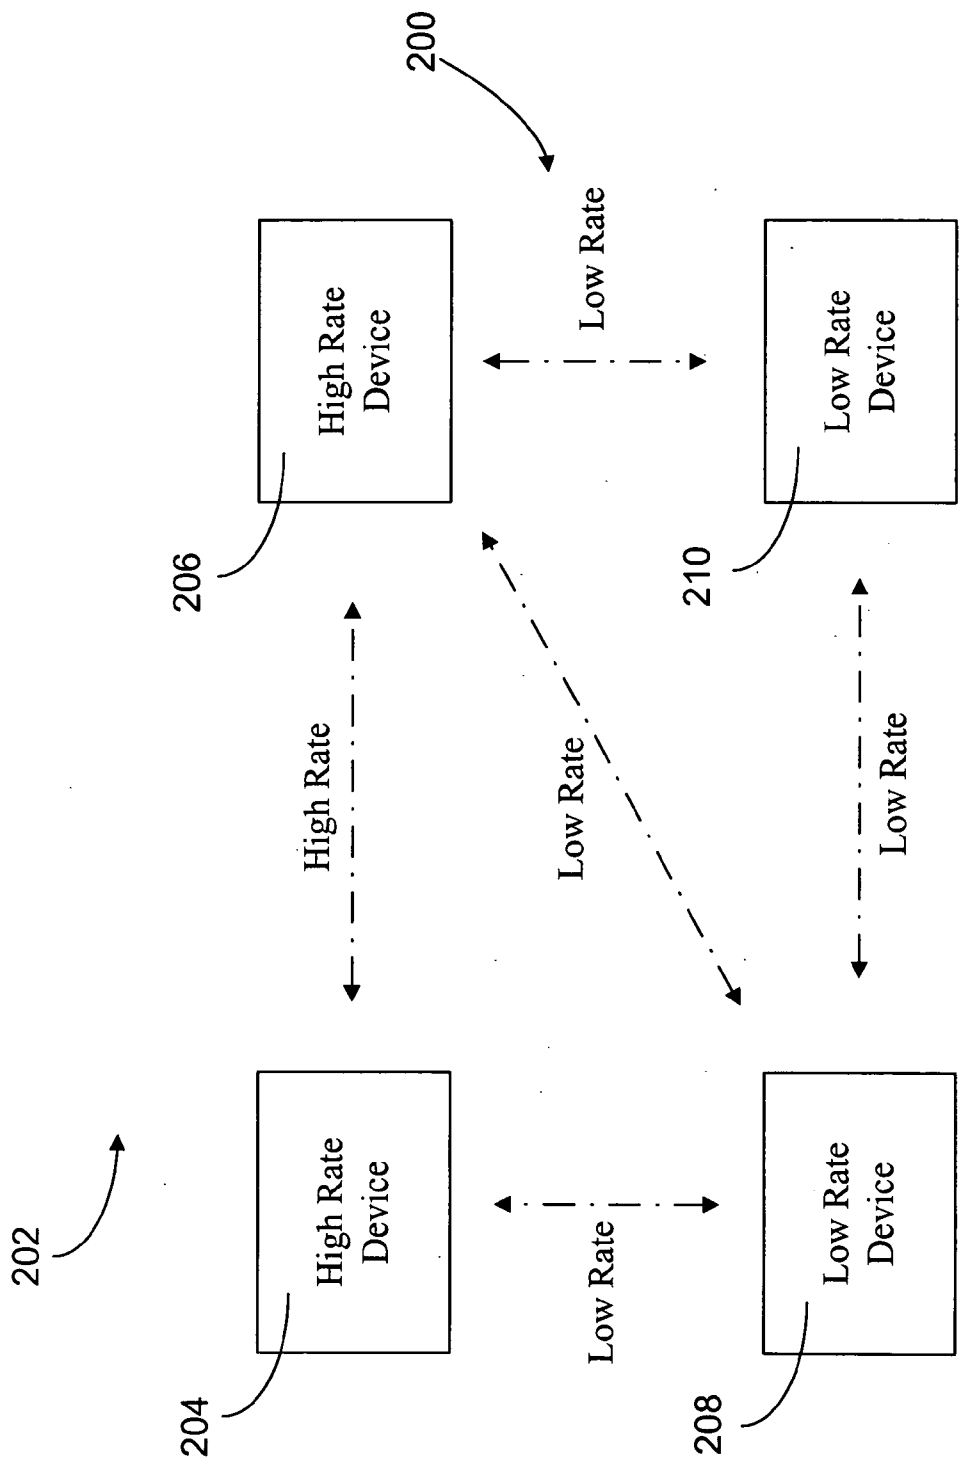 202
200
204
206
High Rate
Device
High Rate
High Rate
Device
Low Rate
Low Rate
Low Rate
208
210
Low Rate
Device
Low Rate
Low Rate
Device